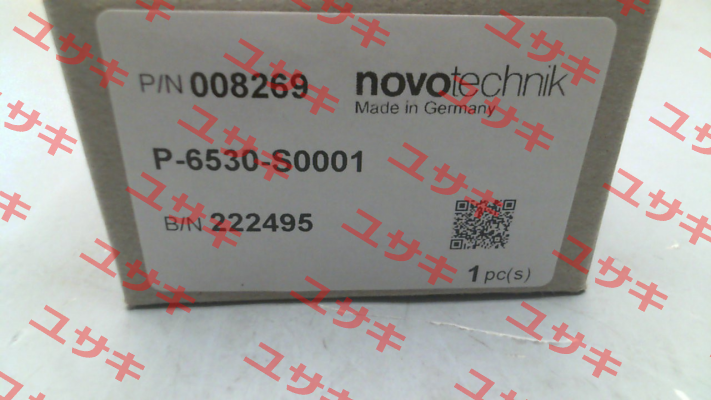 P/N 008269 novotechnik
Made in Germany
P-6530-S0001
B/N 222495
1 pc(s)
ユサキ